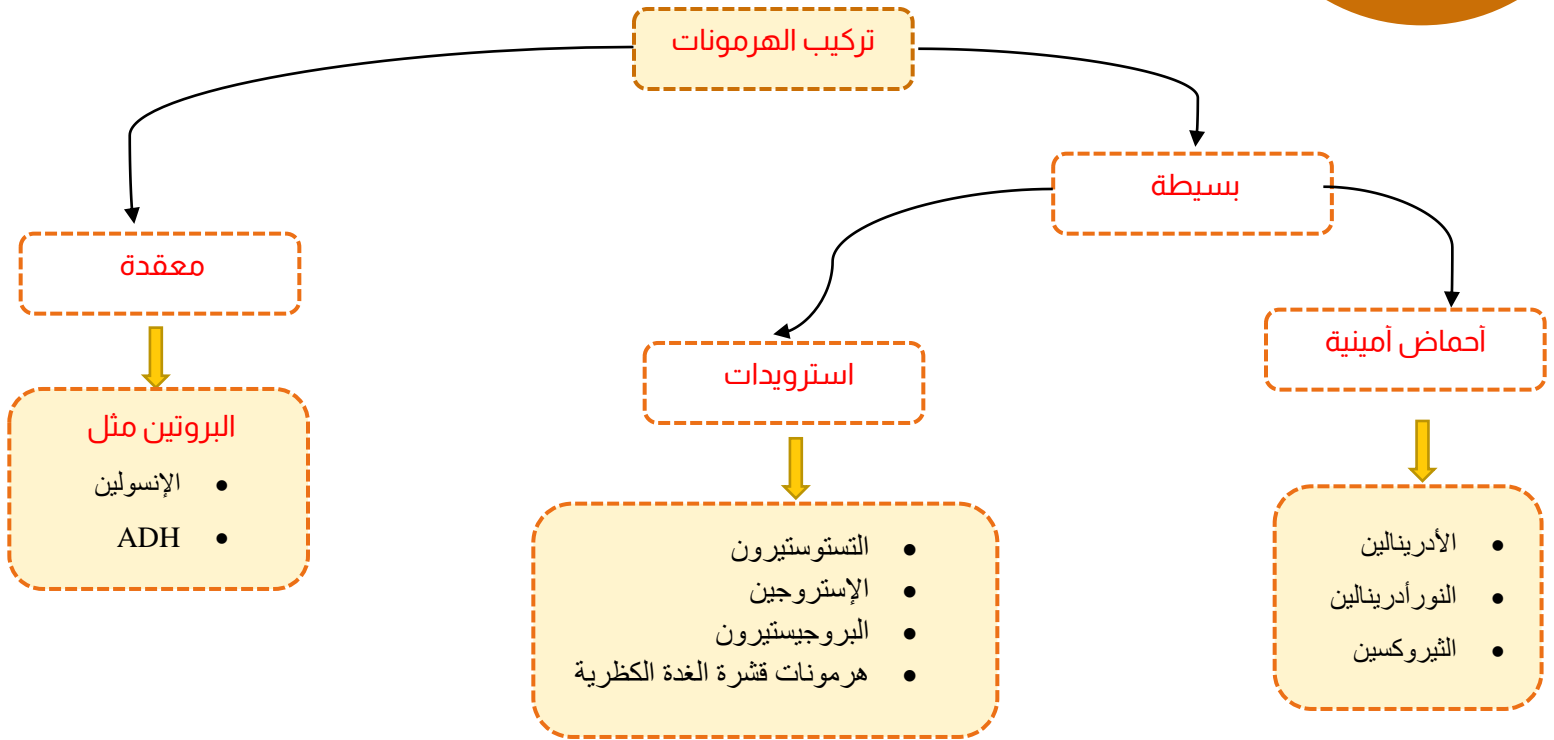 تركيب الهرمونات
بسيطة
معقدة
أحماض أمينية
استرويدات
البروتين مثل
الإنسولين
ADH
التستوستيرون
الإستروجين
البروجيستيرون
هرمونات قشرة الغدة الكظرية
الأدرينالين
النورأدرينالين
الثيروكسين